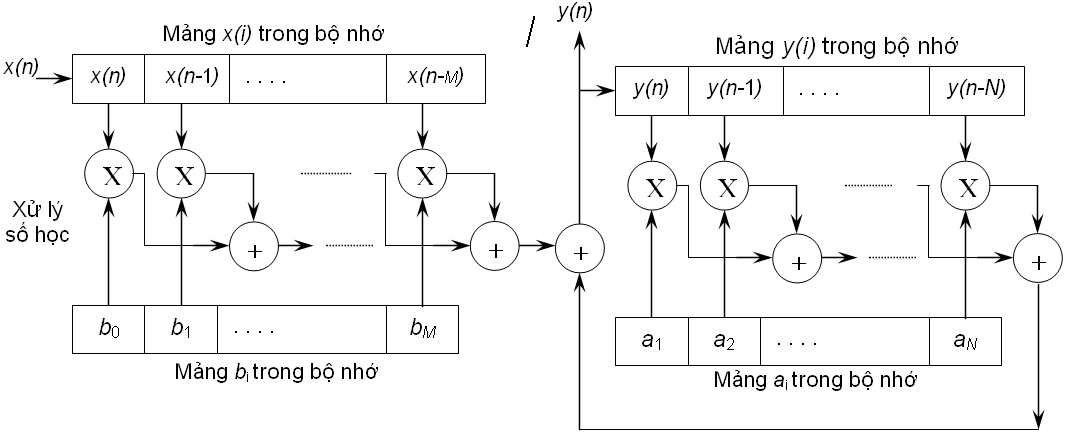 Mảng x(i) trong bộ nhớ
x(n)
x(n) x(n-1) . . . . x(n-M)
X X X
Xử lý
số học
+ +
b0 b1 . . . . bM
Mảng bi trong bộ nhớ
/
y(n)
+
Mảng y(i) trong bộ nhớ
y(n) y(n-1) . . . . y(n-N)
X X X
+ +
a1 a2 . . . . aN
Mảng ai trong bộ nhớ